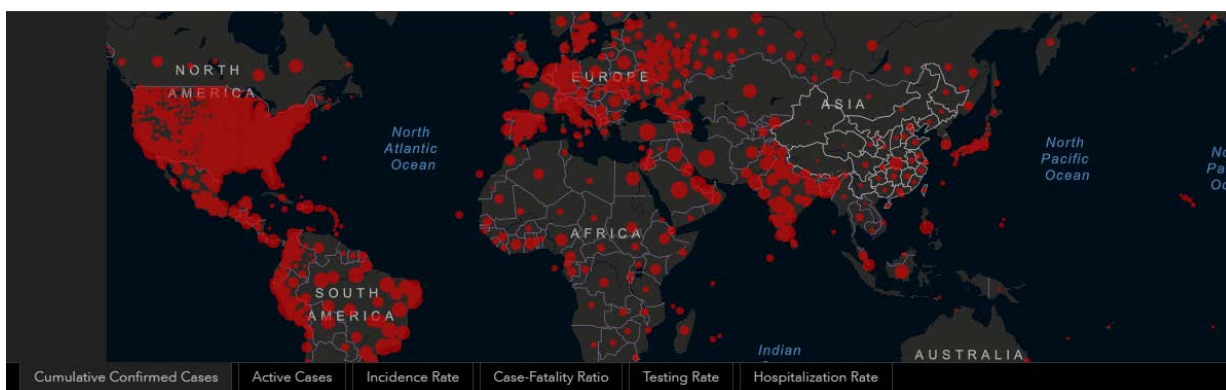 NORTH
AMERICA
EUROPE
ASIA
North
Atlantic
Ocean
North
Pacific
Ocean
AFRICA
SOUTH
AMERICA
Indian
AUSTRALIA
Cumulative Confirmed Cases
Active Cases
Incidence Rate
Case-Fatality Ratio
Testing Rate
Hospitalization Rate